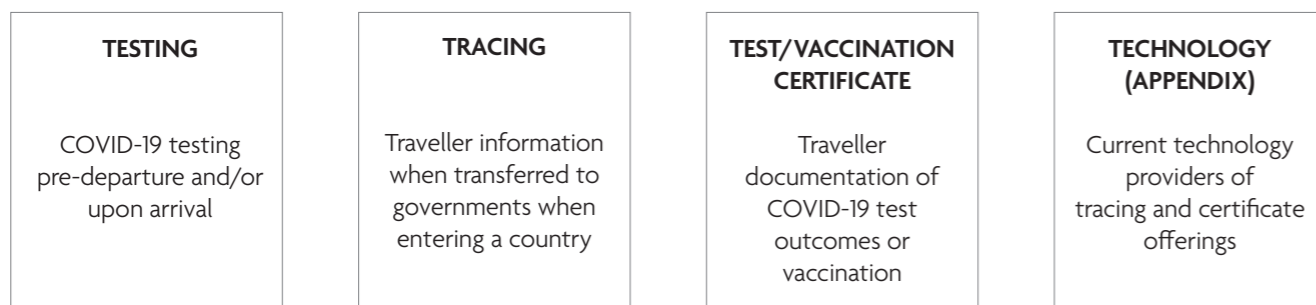 TESTING
COVID-19 testing
pre-departure and/or
upon arrival
TRACING
Traveller information
when transferred to
governments when
entering a country
TEST/VACCINATION
CERTIFICATE
Traveller
documentation of
COVID-19 test
outcomes or
vaccination
TECHNOLOGY
(APPENDIX)
Current technology
providers of
tracing and certificate
offerings